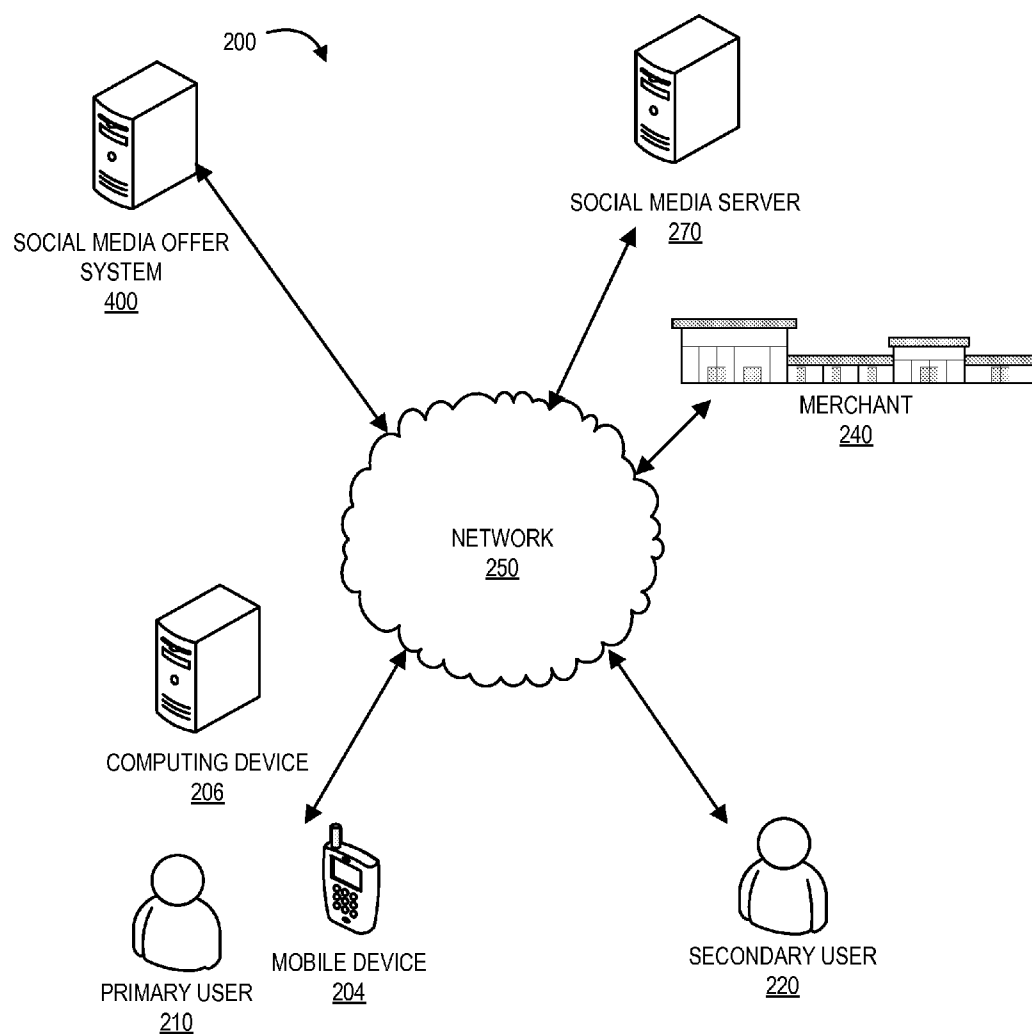 200
SOCIAL MEDIA OFFER
SYSTEM
400
SOCIAL MEDIA SERVER
270
MERCHANT
240
NETWORK
250
COMPUTING DEVICE
206
PRIMARY USER
210
MOBILE DEVICE
204
SECONDARY USER
220